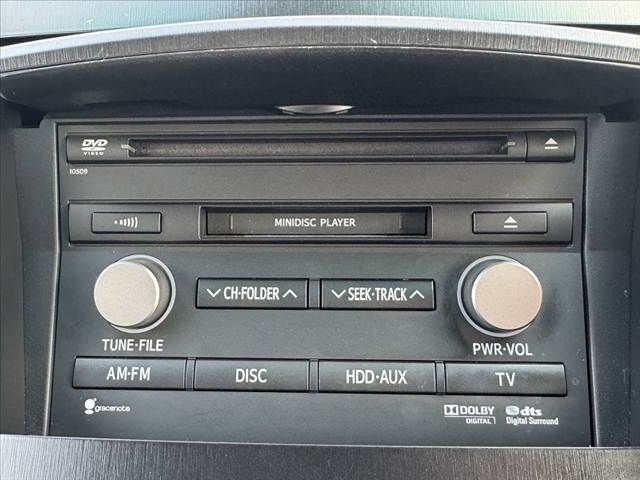 DVD
VIDEO
10509
MINIDISC PLAYER
CH·FOLDER
SEEK·TRACK
TUNE·FILE
PWR·VOL
AM·FM
DISC
HDD·AUX
TV
gracenote
DOLBY
DIGITAL
dts
Digital Surround